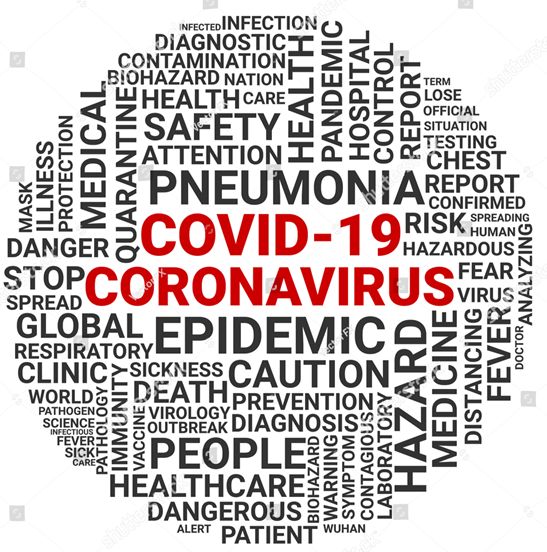 INFECTED
INFECTION
DIAGNOSTIC
CONTAMINATION
BIOHAZARD NATION
HEALTH CARE
SAFETY
ATTENTION
HEALTH
PANDEMIC
HOSPITAL
CONTROL
REPORT
TERM
LOSE
OFFICIAL
SITUATION
TESTING
CHEST
REPORT
CONFIRMED
MASK
ILLNESS
PROTECTION
MEDICAL
QUARANTINE
PNEUMONIA
COVID-19
RISK
SPREADING
HUMAN
HAZARDOUS
ANALYZING
DANGER
STOP
CORONAVIRUS
FEAR
VIRUS
SPREAD
GLOBAL
EPIDEMIC
RESPIRATORY
CLINIC
SICKNESS
CAUTION
HAZARD
MEDICINE
DISTANCING
FEVER
DOCTOR
WORLD
PATHOGEN
SCIENCE
INFECTIOUS
FEVER
SICK
CARE
PATHOLOGY
IMMUNITY
VACCINE
DEATH
VIROLOGY
OUTBREAK
PREVENTION
DIAGNOSIS
PEOPLE
HEALTHCARE
DANGEROUS
BIOHAZARD
WARNING
SYMPTOM
CONTAGIOUS
LABORATORY
ALERT
PATIENT
WUHAN